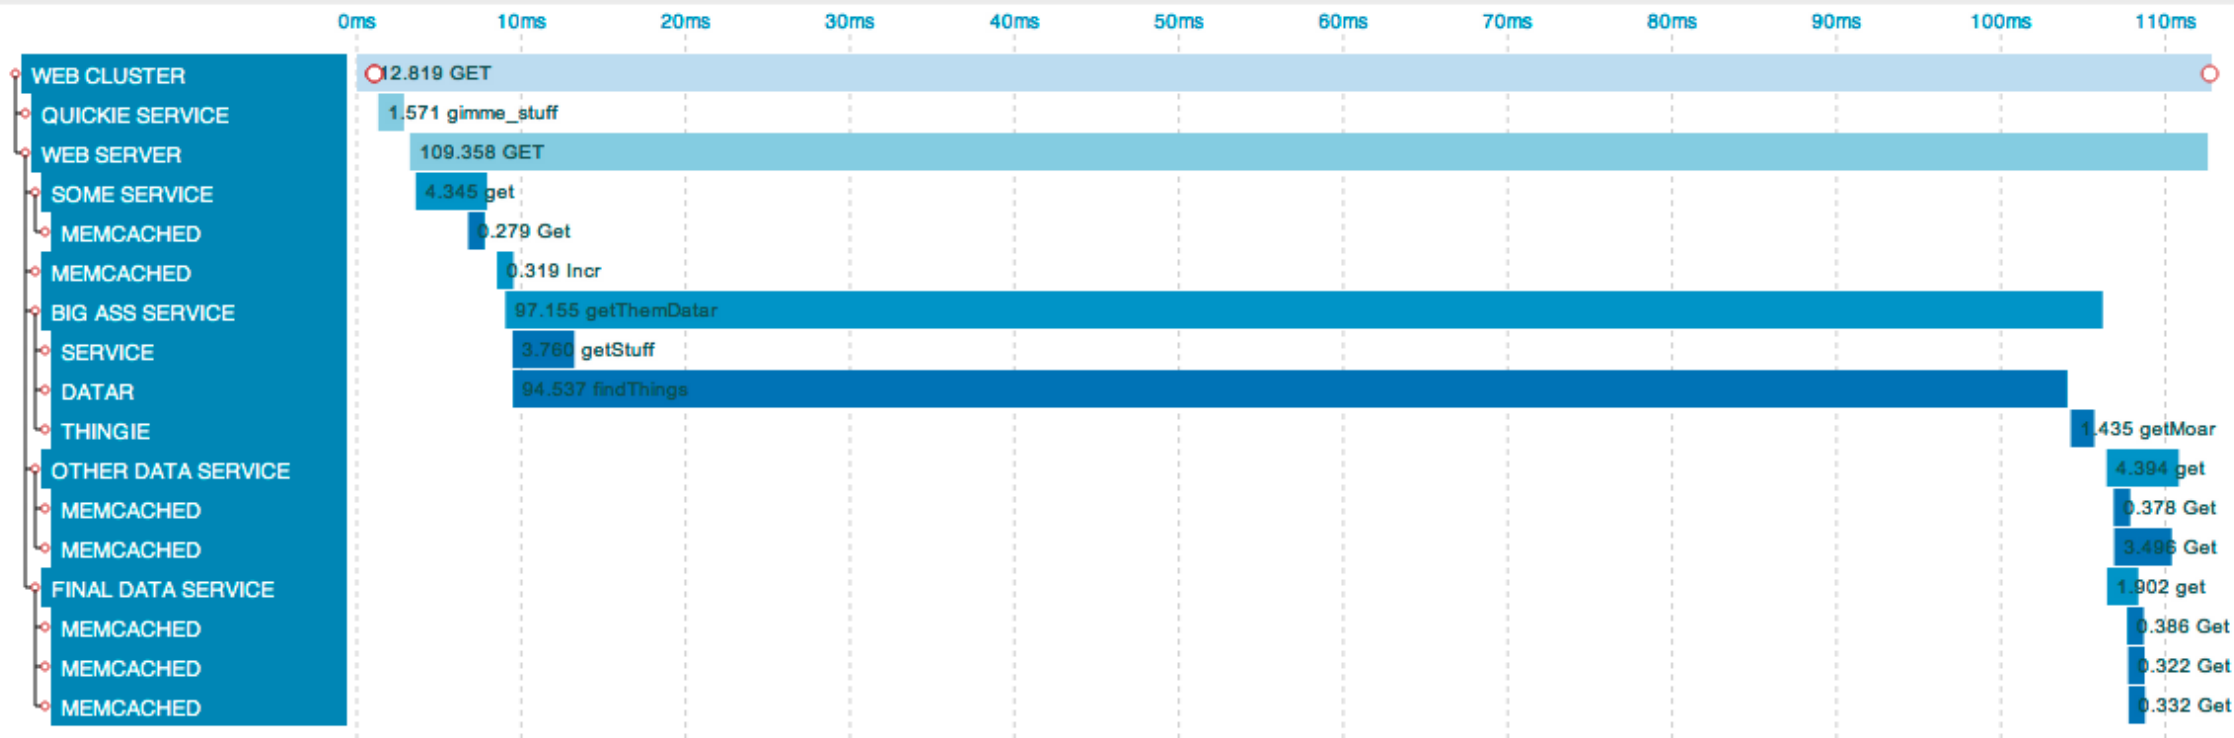 0ms 10ms 20ms 30ms 40ms 50ms 60ms 70ms 80ms 90ms 100ms 110ms
WEB CLUSTER 12.819 GET
QUICKIE SERVICE 1.571 gimme_stuff
WEB SERVER 109.358 GET
SOME SERVICE 4.345 get
MEMCACHED 0.279 Get
MEMCACHED 0.319 Incr
BIG ASS SERVICE 97.155 getThemDatar
SERVICE 3.760 getStuff
DATAR 94.537 findThings
THINGIE 1.435 getMoar
OTHER DATA SERVICE 4.394 get
MEMCACHED 0.378 Get
MEMCACHED 3.496 Get
FINAL DATA SERVICE 1.902 get
MEMCACHED 0.386 Get
MEMCACHED 0.322 Get
MEMCACHED 0.332 Get